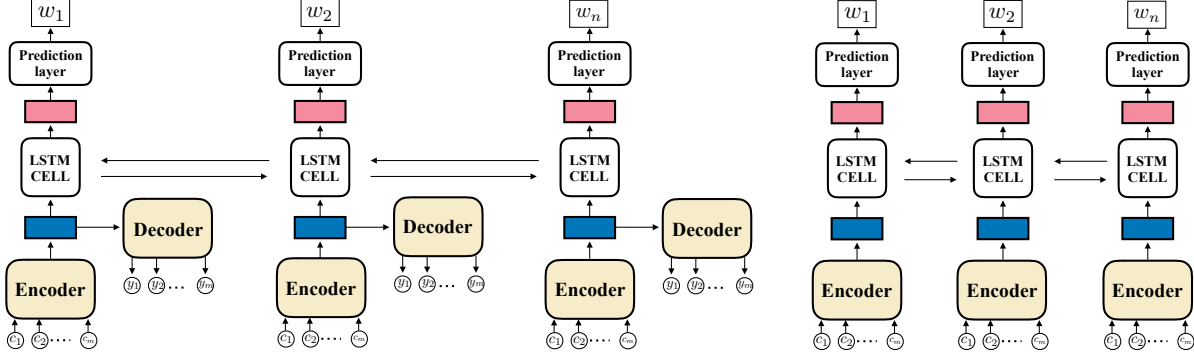 w₁ w₂ wₙ w₁ w₂ wₙ
Prediction layer Prediction layer Prediction layer Prediction layer Prediction layer Prediction layer
LSTM CELL LSTM CELL LSTM CELL LSTM CELL LSTM CELL LSTM CELL
Decoder Decoder Decoder
y₁ y₂ ... yₘ y₁ y₂ ... yₘ y₁ y₂ ... yₘ
Encoder Encoder Encoder Encoder Encoder Encoder
c₁ c₂ .... cₘ c₁ c₂ .... cₘ c₁ c₂ .... cₘ c₁ c₂ .... cₘ c₁ c₂ .... cₘ c₁ c₂ .... cₘ